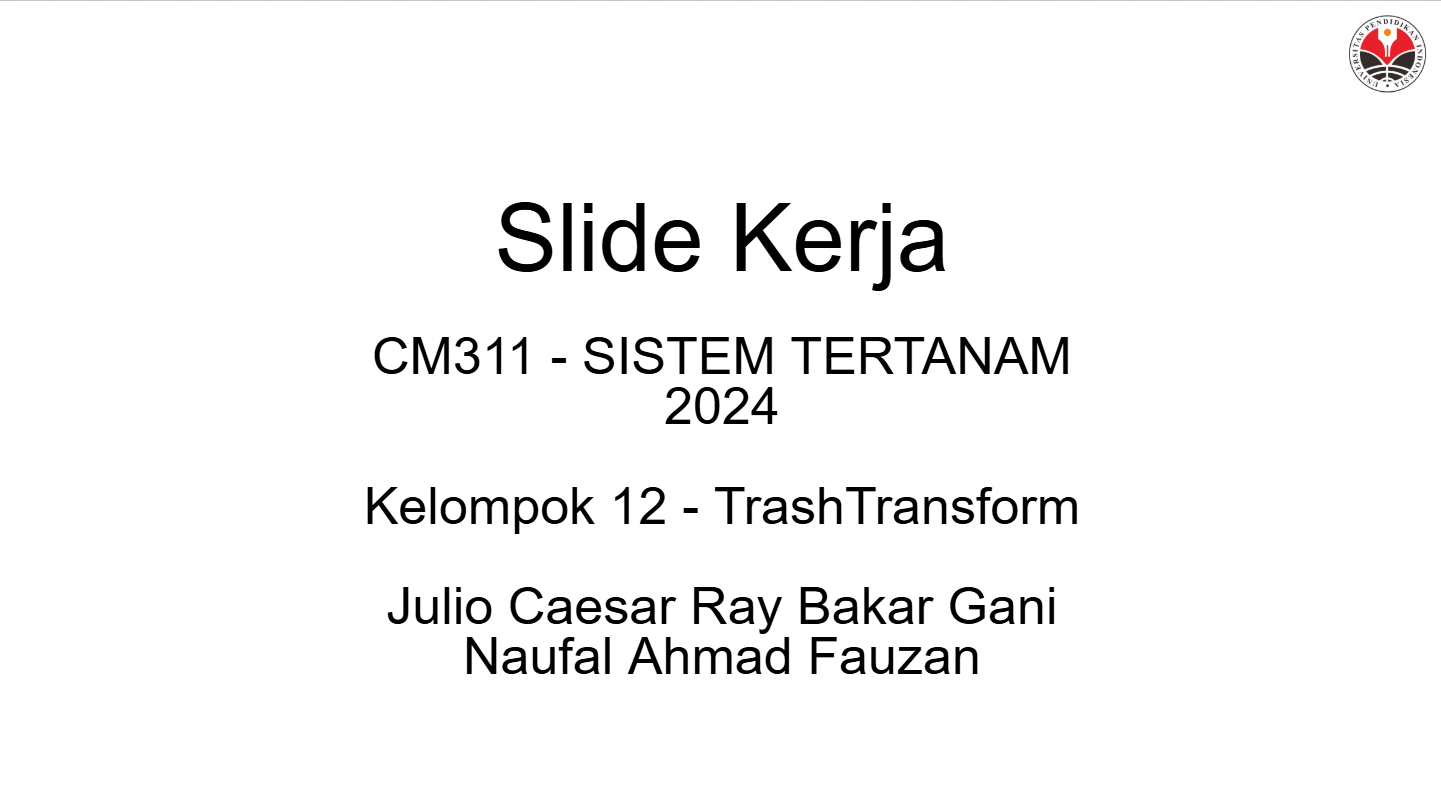 UNIVERSITAS PENDIDIKAN INDONESIA
Slide Kerja
CM311 - SISTEM TERTANAM
2024
Kelompok 12 - TrashTransform
Julio Caesar Ray Bakar Gani
Naufal Ahmad Fauzan